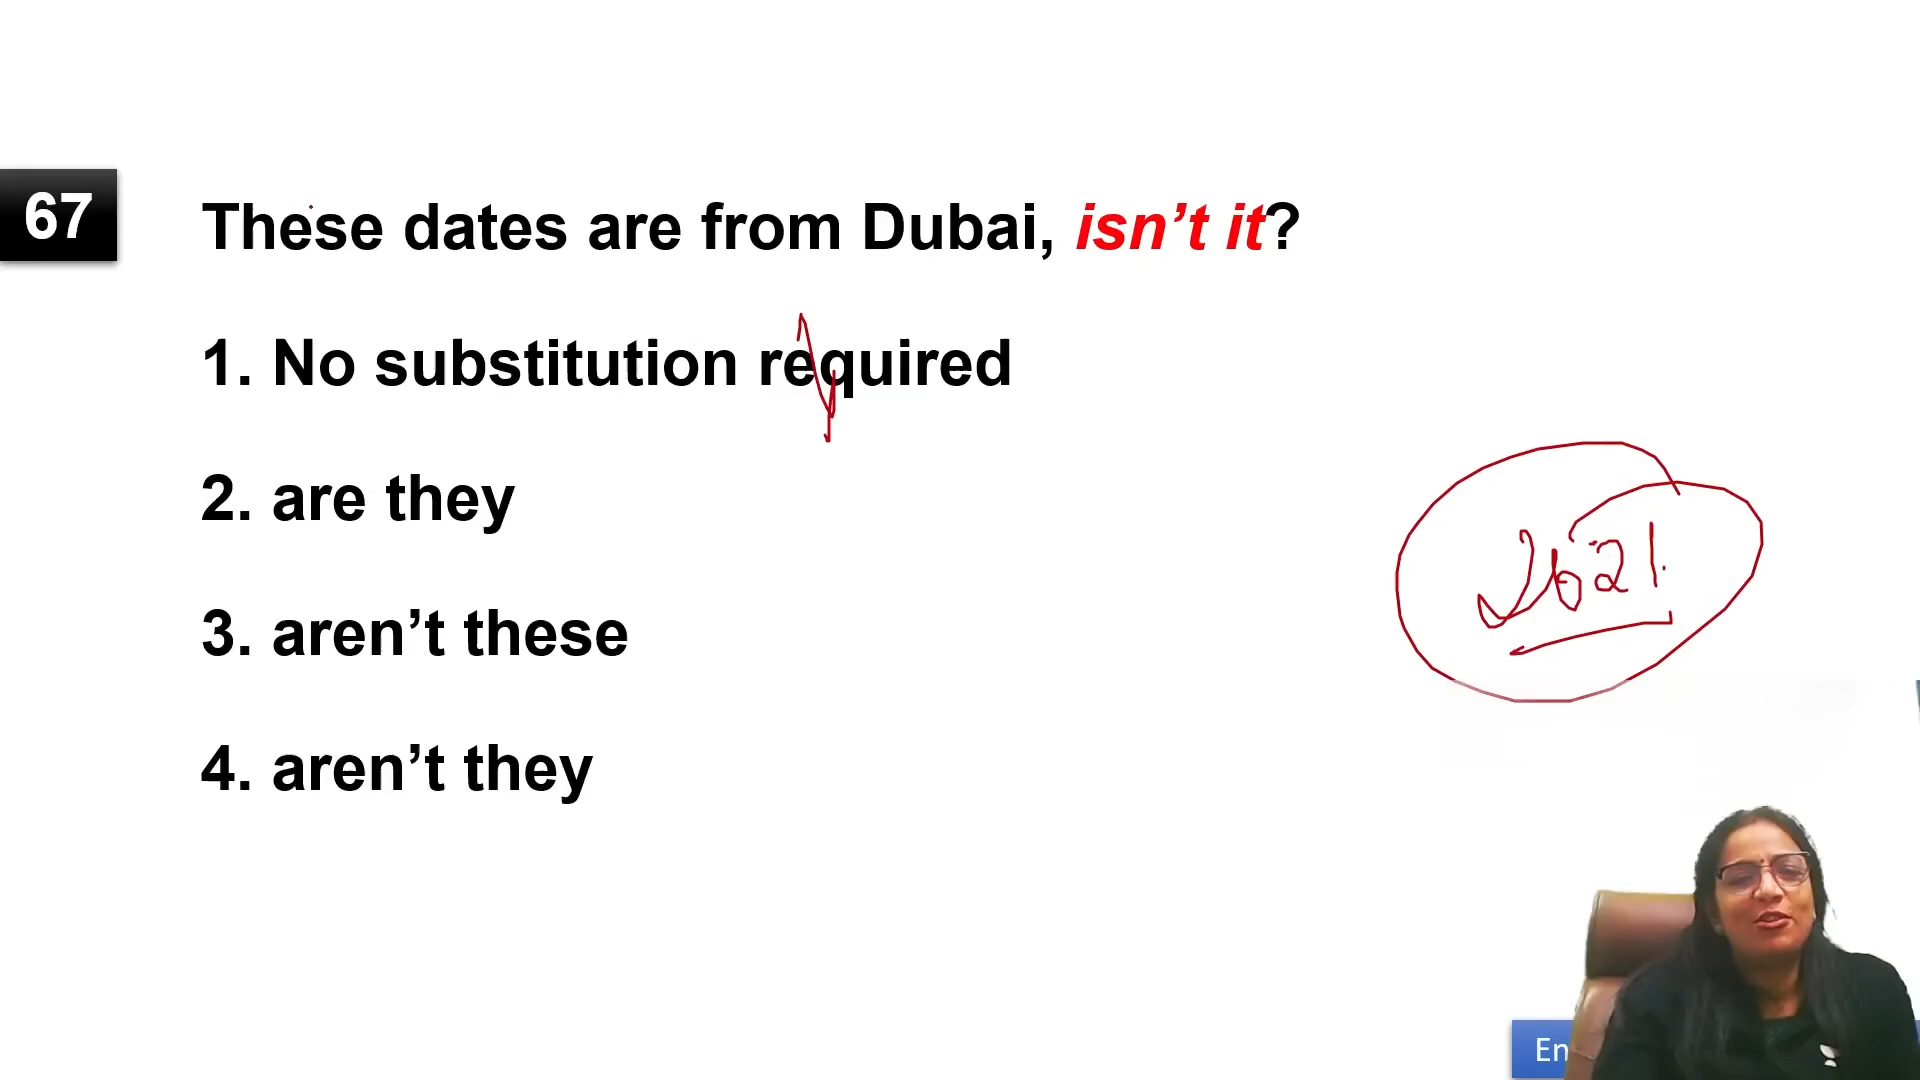 67
These dates are from Dubai, isn’t it?
1. No substitution required
2. are they
3. aren’t these
4. aren’t they
2021
En